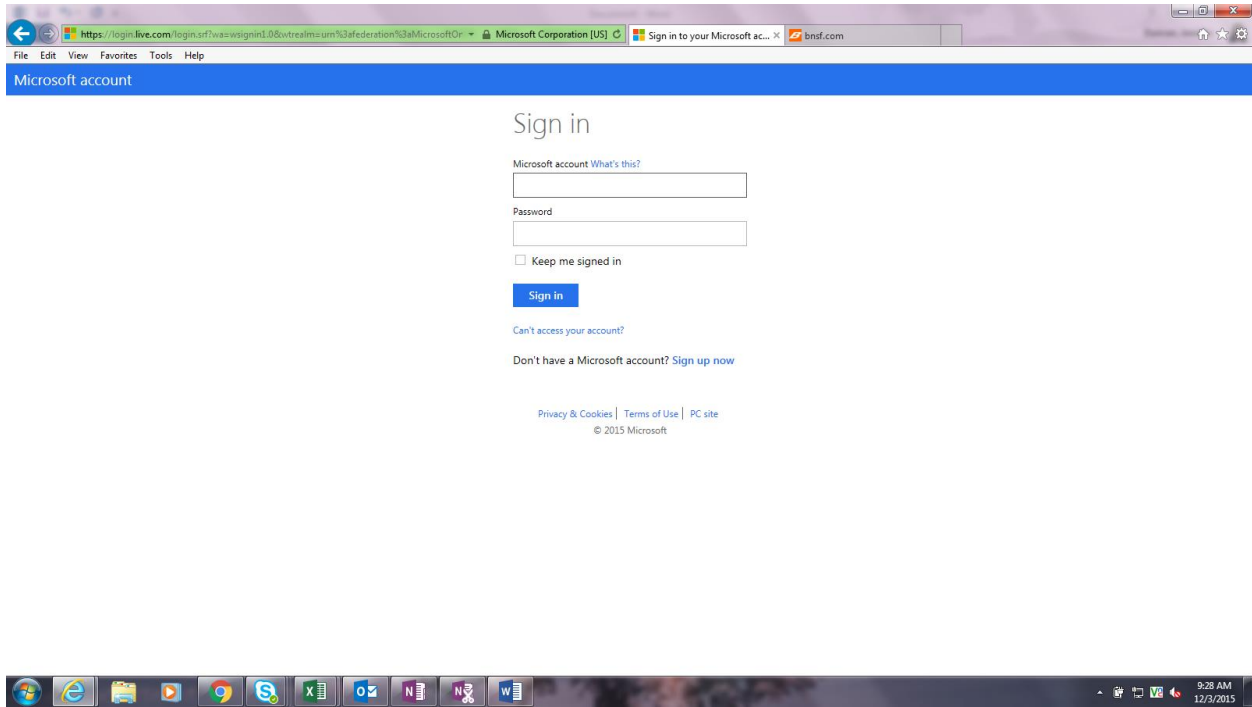 https://login.live.com/login.srf?wa=wsignin1.0&wtrealm=urn%3afederation%3aMicrosoftOr
Microsoft Corporation [US]
Sign in to your Microsoft ac...
bnsf.com
File Edit View Favorites Tools Help
Microsoft account
Sign in
Microsoft account What's this?
Password
Keep me signed in
Sign in
Can't access your account?
Don't have a Microsoft account? Sign up now
Privacy & Cookies | Terms of Use | PC site
© 2015 Microsoft
9:28 AM
12/3/2015